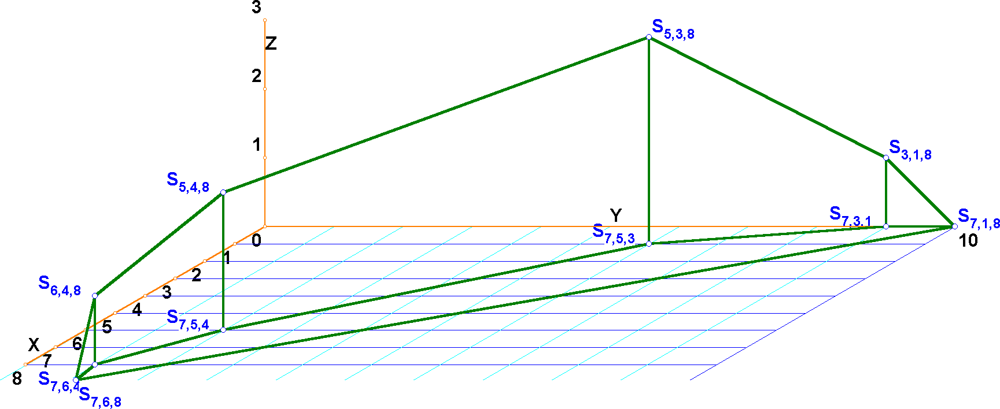 3
Z
2
1
0
1
2
3
4
5
6
7
8
X
Y
10
S5,3,8
S3,1,8
S5,4,8
S7,3,1
S7,1,8
S7,5,3
S6,4,8
S7,5,4
S7,6,4
S7,6,8